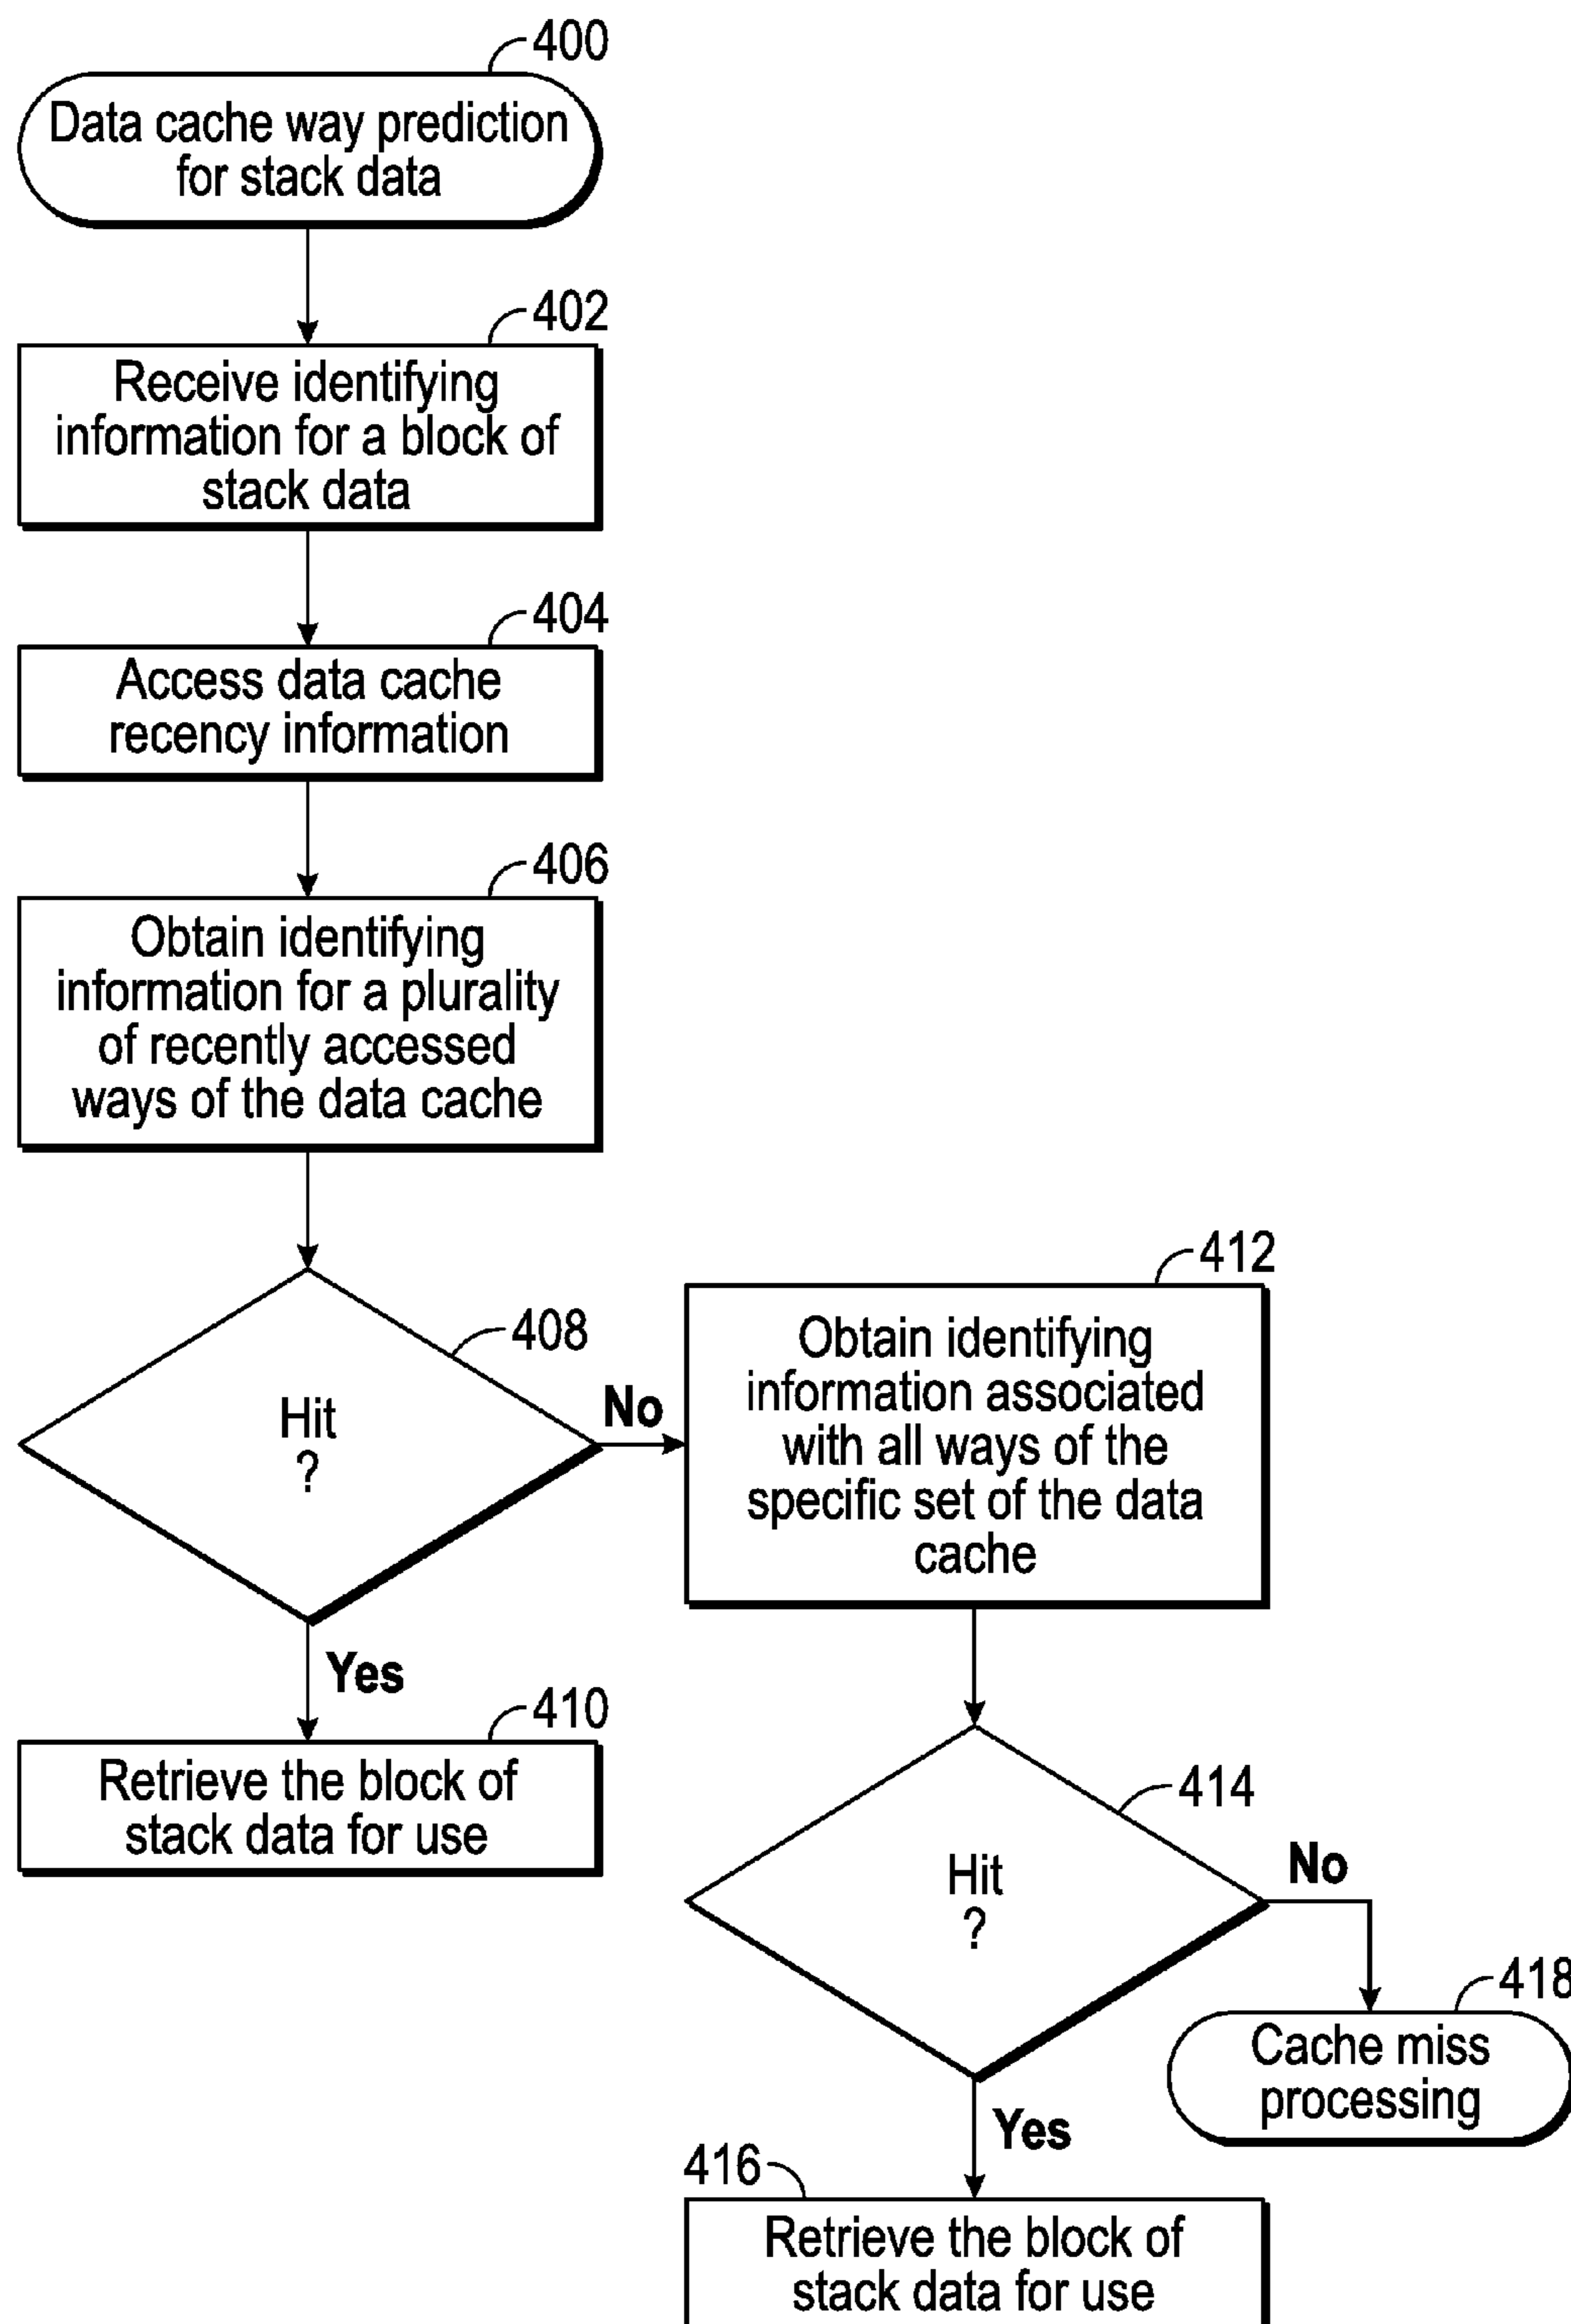 400
Data cache way prediction
for stack data
402
Receive identifying
information for a block of
stack data
404
Access data cache
recency information
406
Obtain identifying
information for a plurality
of recently accessed
ways of the data cache
408
Hit
?
No
Yes
410
Retrieve the block of
stack data for use
412
Obtain identifying
information associated
with all ways of the
specific set of the data
cache
414
Hit
?
No
418
Cache miss
processing
Yes
416
Retrieve the block of
stack data for use